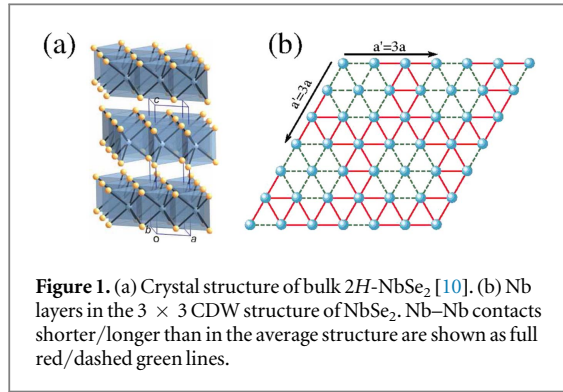 (a)
(b)
a'=3a
a'=3a
c
b
o
a
Figure 1. (a) Crystal structure of bulk 2H-NbSe₂ [10]. (b) Nb
layers in the 3 × 3 CDW structure of NbSe₂. Nb–Nb contacts
shorter/longer than in the average structure are shown as full
red/dashed green lines.